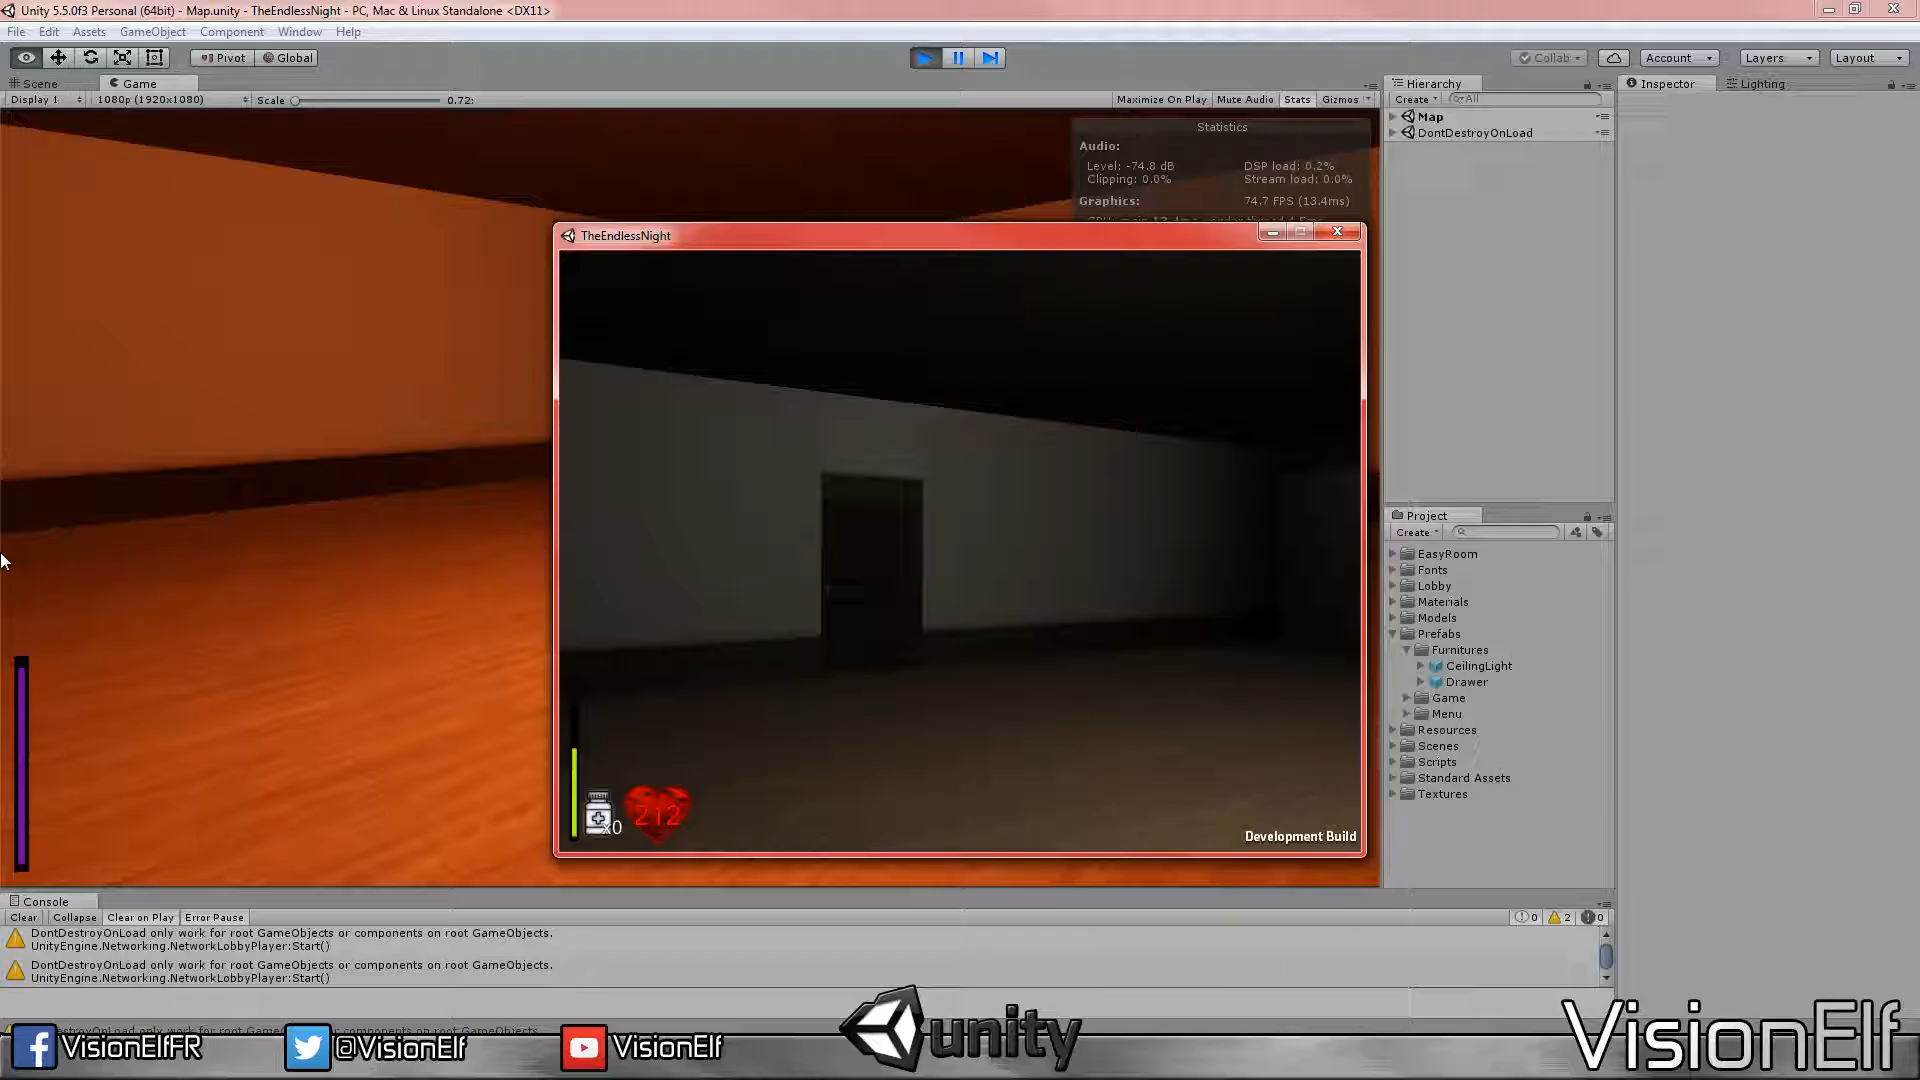 Unity 5.5.0f3 Personal (64bit) - Map.unity - TheEndlessNight - PC, Mac & Linux Standalone <DX11>
File Edit Assets GameObject Component Window Help
Pivot Global Collab Account Layers Layout
Scene Game Hierarchy Inspector Lighting
Display 1 1080p (1920x1080) Scale 0.72: Maximize On Play Mute Audio Stats Gizmos Create All
Map
DontDestroyOnLoad
Statistics
Audio:
Level: -74.8 dB DSP load: 0.2%
Clipping: 0.0% Stream load: 0.0%
Graphics: 74.7 FPS (13.4ms)
TheEndlessNight
x0
212
Development Build
Project
Create
EasyRoom
Fonts
Lobby
Materials
Models
Prefabs
Furnitures
CeilingLight
Drawer
Game
Menu
Resources
Scenes
Scripts
Standard Assets
Textures
Console
Clear Collapse Clear on Play Error Pause 0 2 0
DontDestroyOnLoad only work for root GameObjects or components on root GameObjects.
UnityEngine.Networking.NetworkLobbyPlayer:Start()
DontDestroyOnLoad only work for root GameObjects or components on root GameObjects.
UnityEngine.Networking.NetworkLobbyPlayer:Start()
VisionElfFR @VisionElf VisionElf unity VisionElf